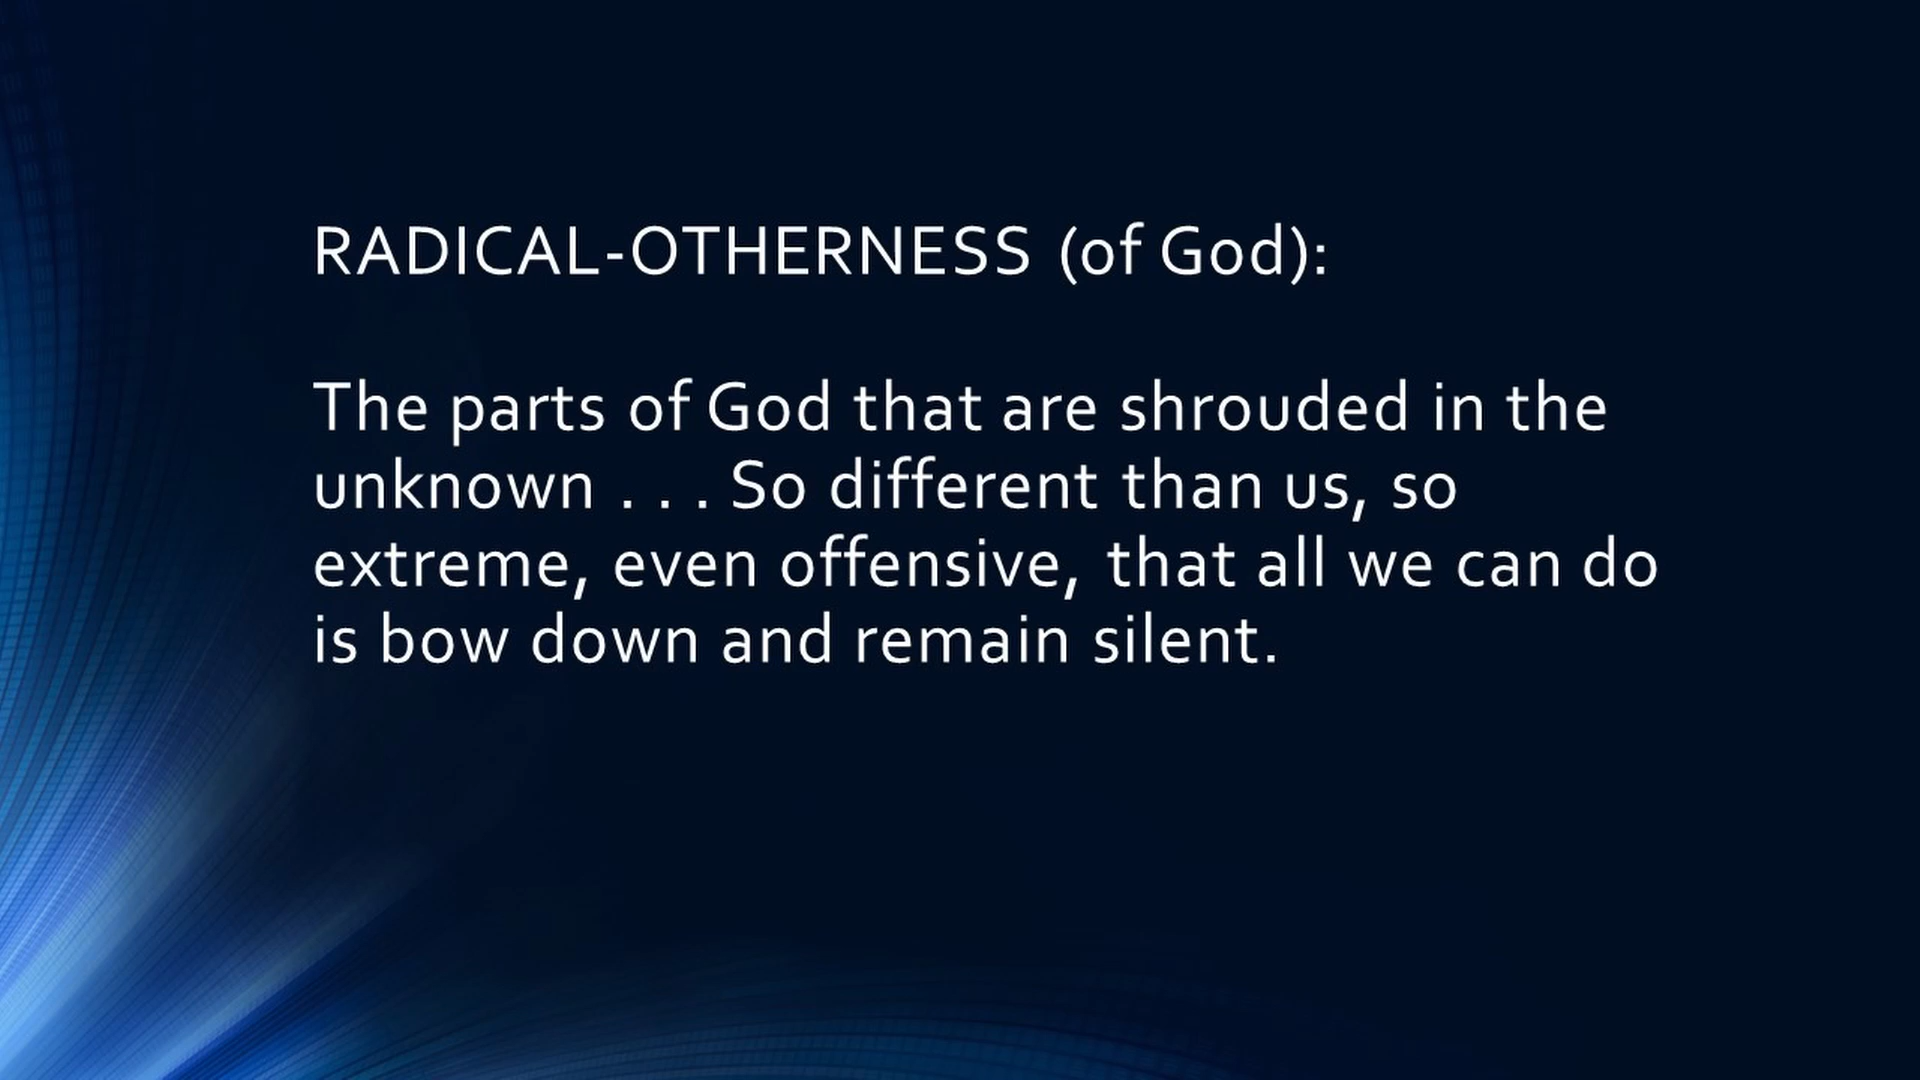 RADICAL-OTHERNESS (of God):
The parts of God that are shrouded in the
unknown . . . So different than us, so
extreme, even offensive, that all we can do
is bow down and remain silent.